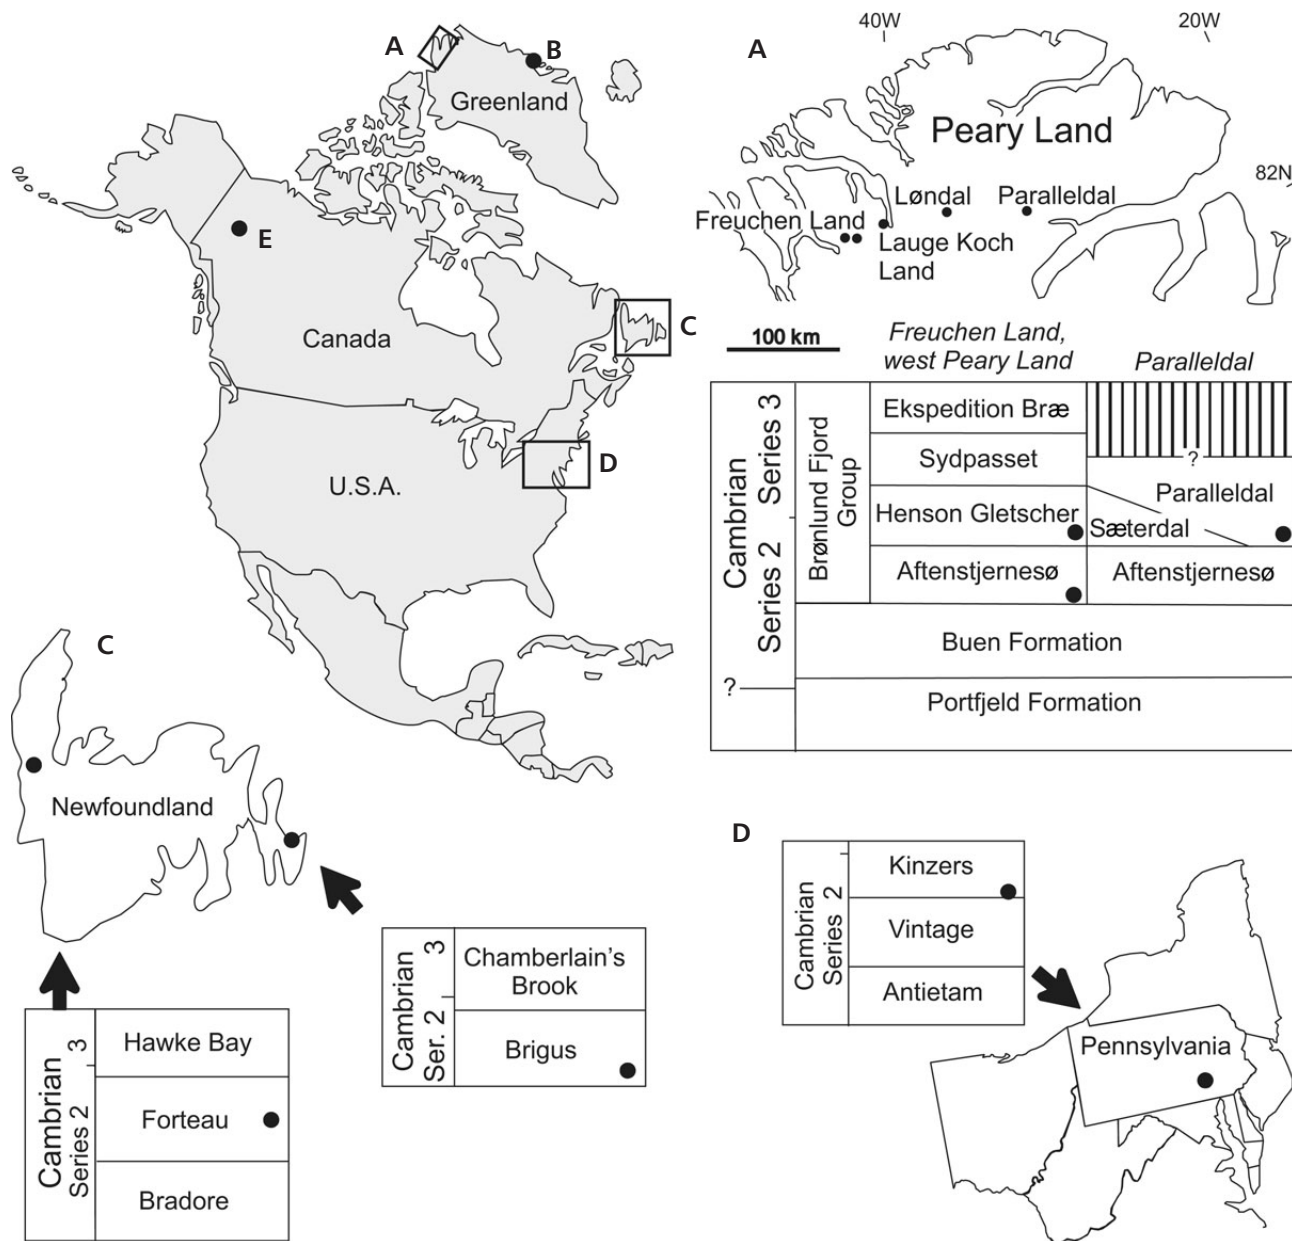 A
B
Greenland
E
Canada
C
U.S.A.
D
A
40W
20W
Peary Land
82N
Løndal
Paralleldal
Freuchen Land
Lauge Koch
Land
100 km
Freuchen Land,
west Peary Land
Paralleldal
Cambrian
Series 2
Series 3
?
Brønlund Fjord
Group
Ekspedition Bræ
Sydpasset
Henson Gletscher
Aftenstjernesø
?
Paralleldal
Sæterdal
Aftenstjernesø
Buen Formation
Portfjeld Formation
C
Newfoundland
Cambrian
Ser. 2
3
Chamberlain's
Brook
Brigus
Cambrian
Series 2
3
Hawke Bay
Forteau
Bradore
D
Cambrian
Series 2
Kinzers
Vintage
Antietam
Pennsylvania